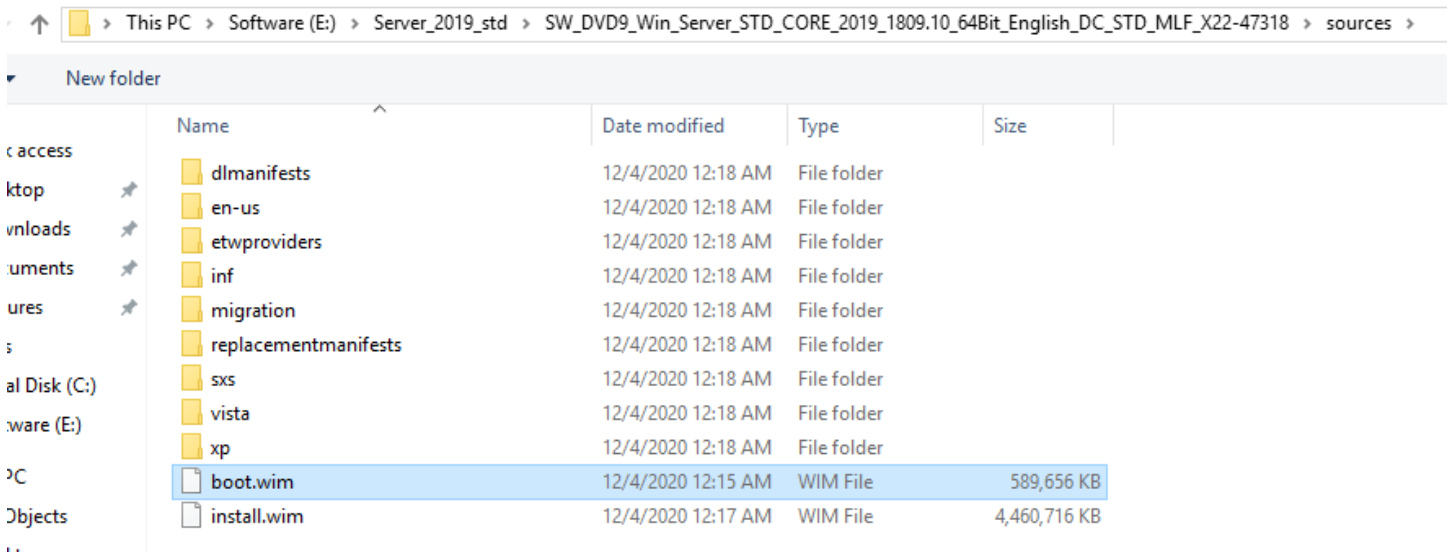 This PC > Software (E:) > Server_2019_std > SW_DVD9_Win_Server_STD_CORE_2019_1809.10_64Bit_English_DC_STD_MLF_X22-47318 > sources >
New folder
Name Date modified Type Size
k access
ktop
wnloads
cuments
ures
s
al Disk (C:)
tware (E:)
PC
Objects
dlmanifests 12/4/2020 12:18 AM File folder
en-us 12/4/2020 12:18 AM File folder
etwproviders 12/4/2020 12:18 AM File folder
inf 12/4/2020 12:18 AM File folder
migration 12/4/2020 12:18 AM File folder
replacementmanifests 12/4/2020 12:18 AM File folder
sxs 12/4/2020 12:18 AM File folder
vista 12/4/2020 12:18 AM File folder
xp 12/4/2020 12:18 AM File folder
boot.wim 12/4/2020 12:15 AM WIM File 589,656 KB
install.wim 12/4/2020 12:17 AM WIM File 4,460,716 KB